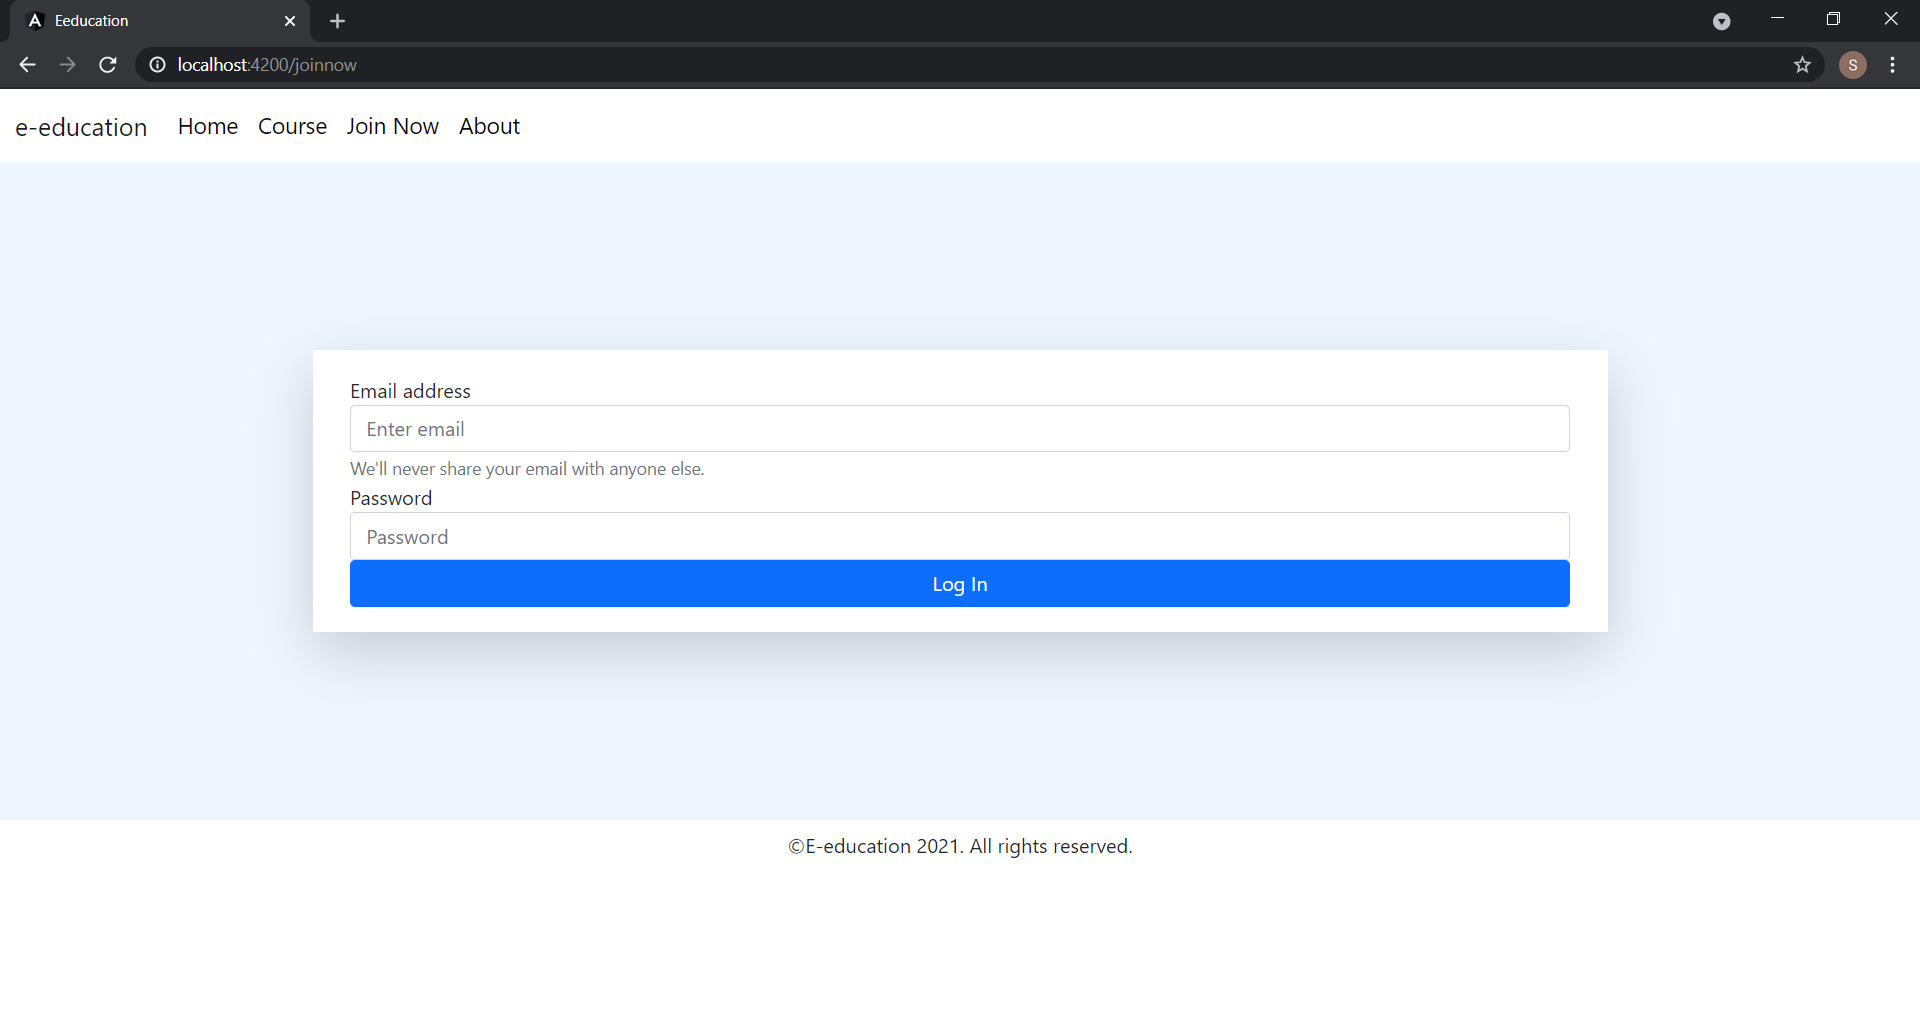 Eeducation
localhost:4200/joinnow
S
e-education Home Course Join Now About
Email address
Enter email
We'll never share your email with anyone else.
Password
Password
Log In
©E-education 2021. All rights reserved.